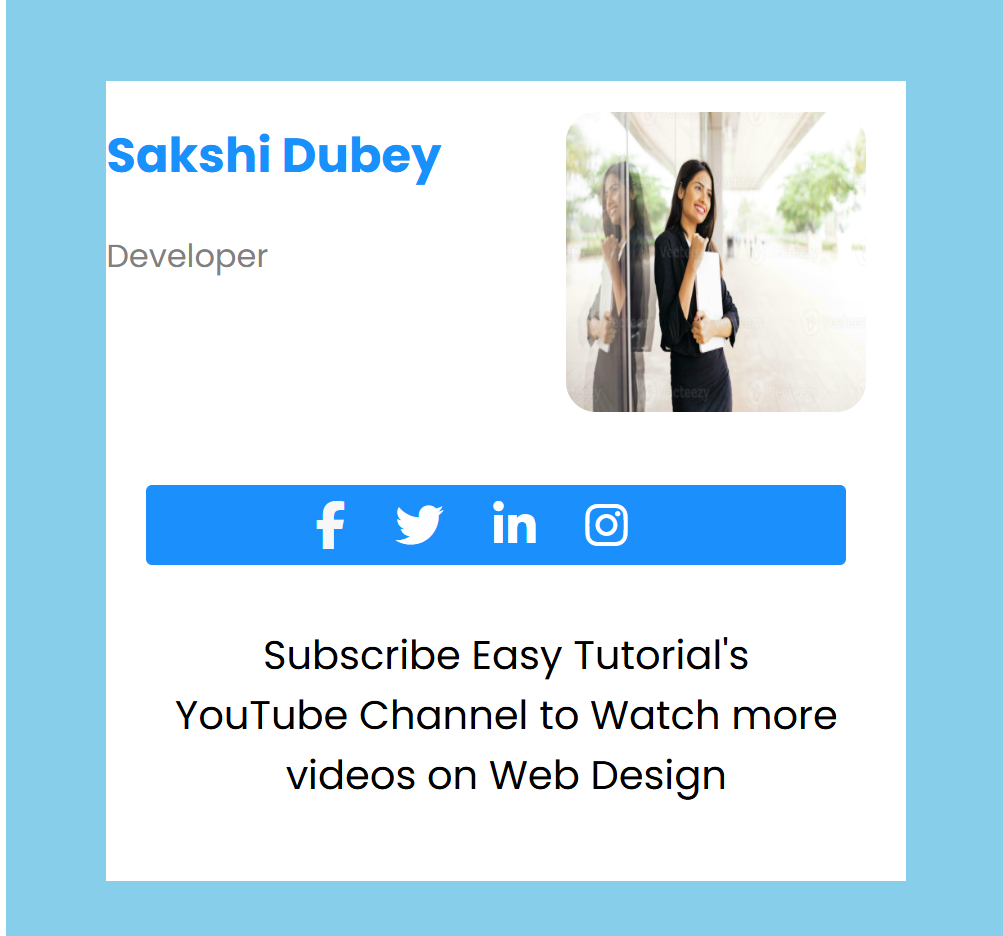 Sakshi Dubey
Developer
Subscribe Easy Tutorial's
YouTube Channel to Watch more
videos on Web Design